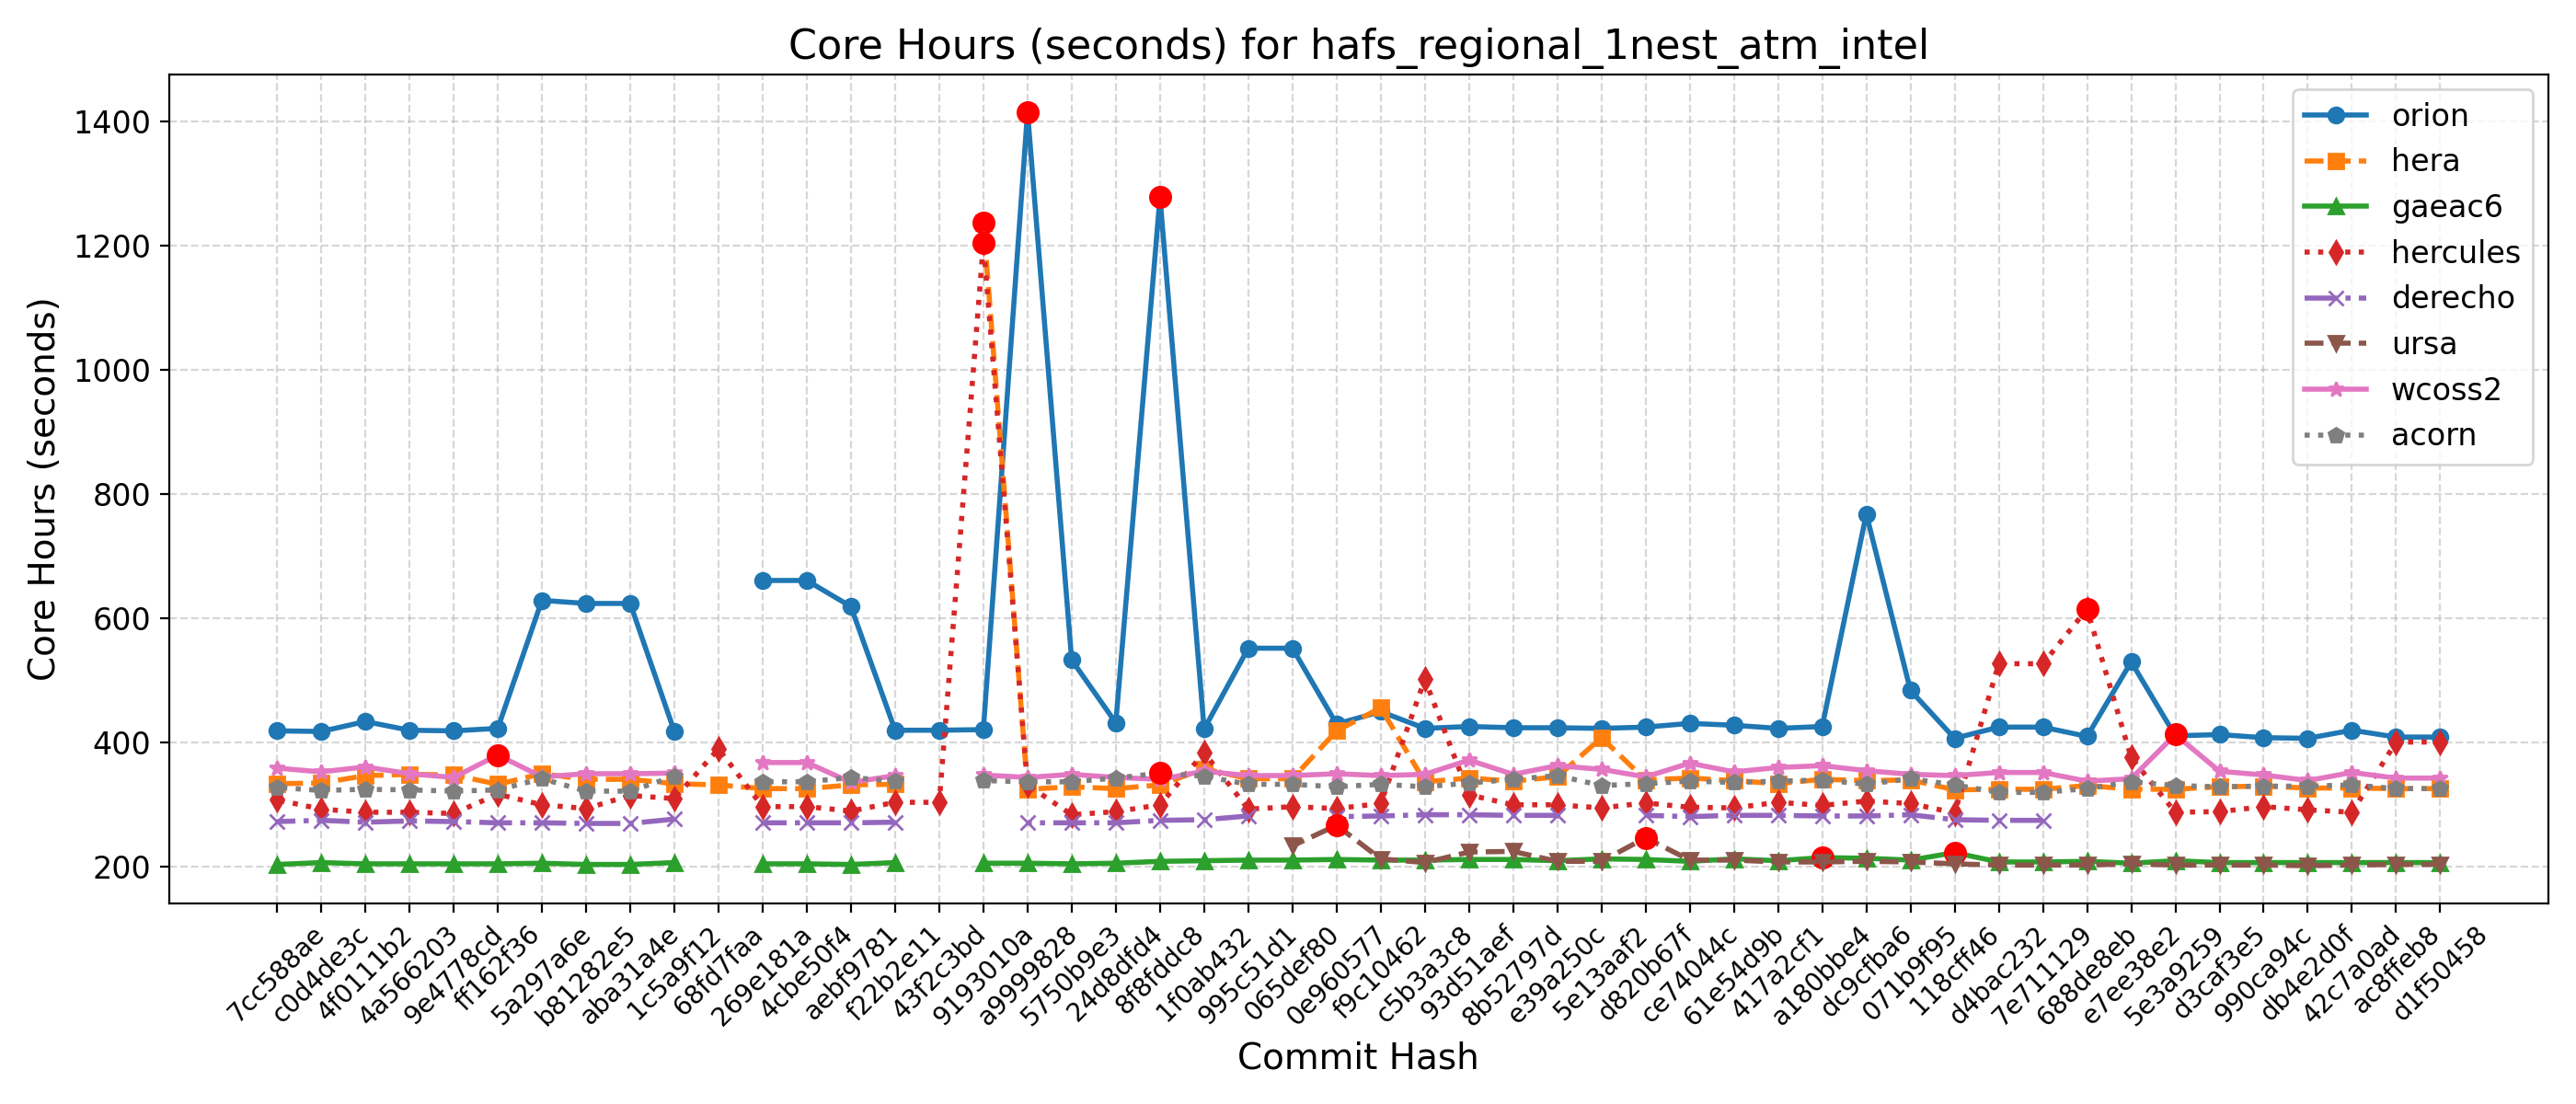 Core Hours (seconds) for hafs_regional_1nest_atm_intel
Core Hours (seconds)
1400
1200
1000
800
600
400
200
orion
hera
gaeac6
hercules
derecho
ursa
wcoss2
acorn
7cc588ae
c0d4de3c
4f0111b2
4a566203
9e4778cd
ff162f36
5a297a6e
b81282e5
aba31a4e
1c5a9f12
68fd7faa
269e181a
4cbe50f4
aebf9781
f22b2e11
43f2c3bd
9193010a
a9999828
5750b9e3
24d8dfd4
8f8fddc8
1f0ab432
995c51d1
065def80
0e960577
f9c10462
c5b3a3c8
93d51aef
8b52797d
e39a250c
5e13aaf2
d820b67f
ce74044c
61e54d9b
417a2cf1
a180bbe4
dc9cfba6
071b9f95
118cff46
d4bac232
7e711129
688de8eb
e7ee38e2
5e3a9259
d3caf3e5
990ca94c
db4e2d0f
42c7a0ad
ac8ffeb8
d1f50458
Commit Hash